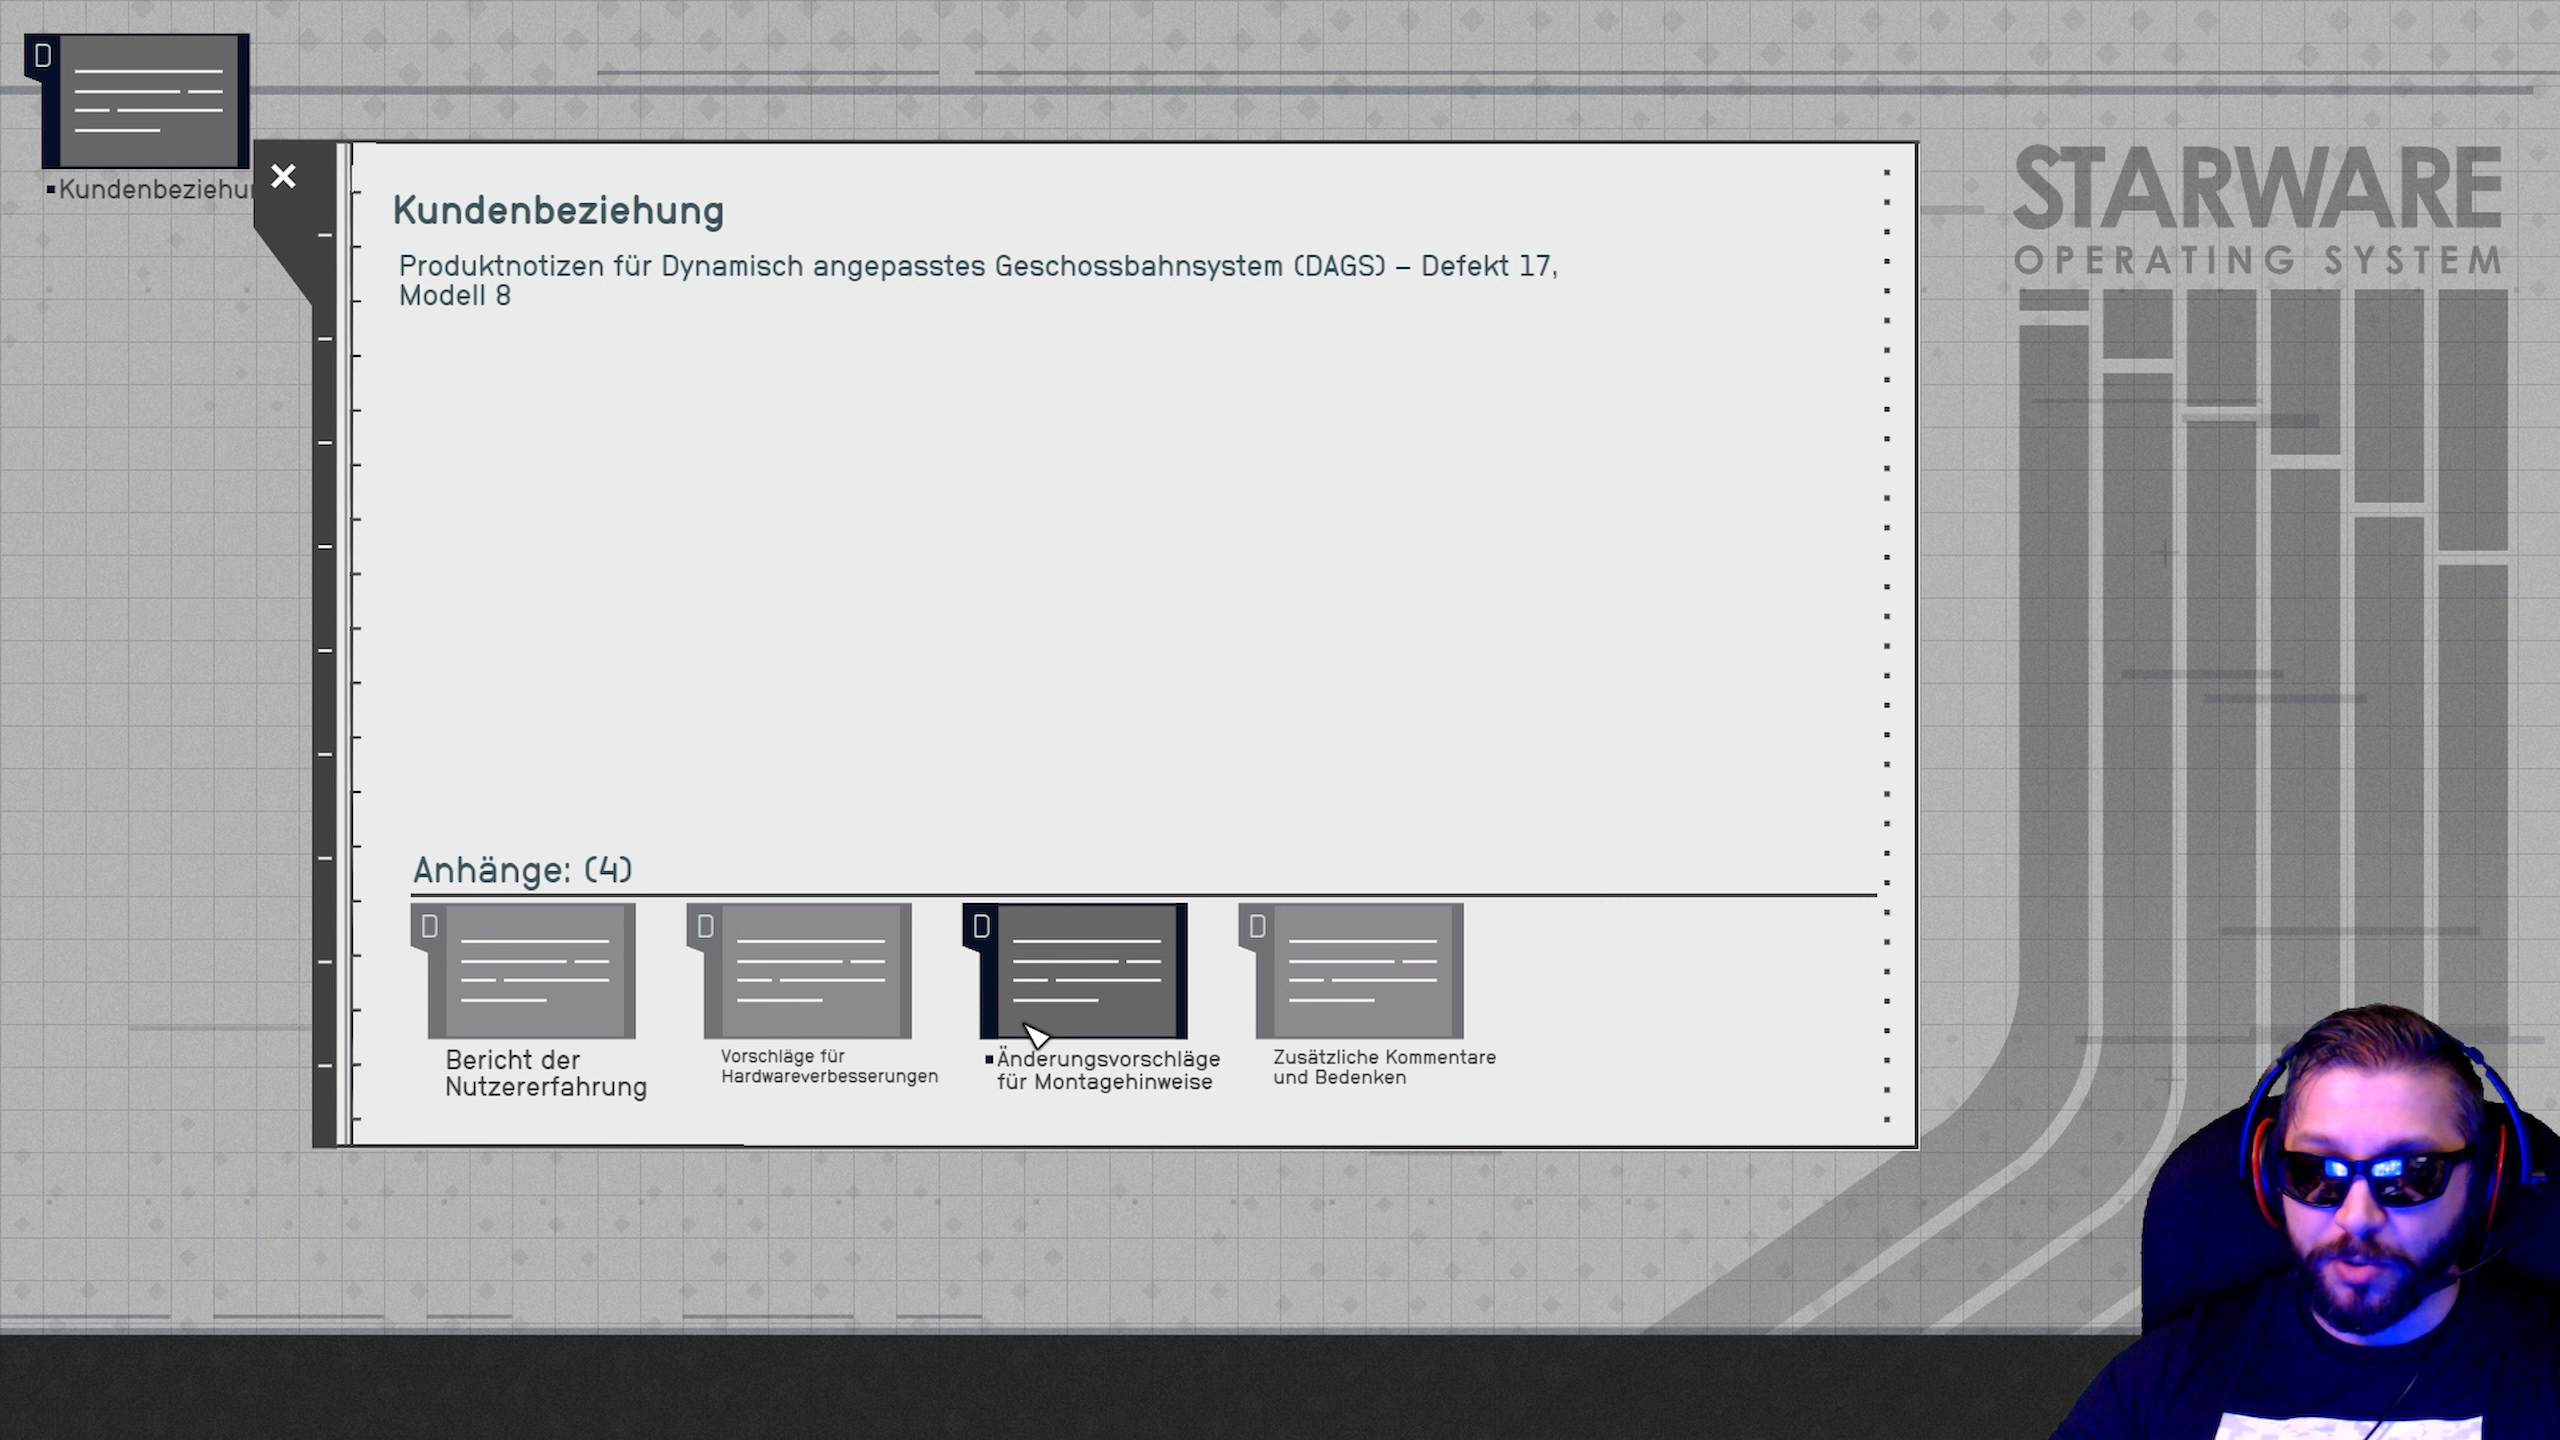 D
Kundenbeziehu
STARWARE
OPERATING SYSTEM
Kundenbeziehung
Produktnotizen für Dynamisch angepasstes Geschossbahnsystem (DAGS) – Defekt 17,
Modell 8
Anhänge: (4)
D
Bericht der
Nutzererfahrung
D
Vorschläge für
Hardwareverbesserungen
D
Änderungsvorschläge
für Montagehinweise
D
Zusätzliche Kommentare
und Bedenken